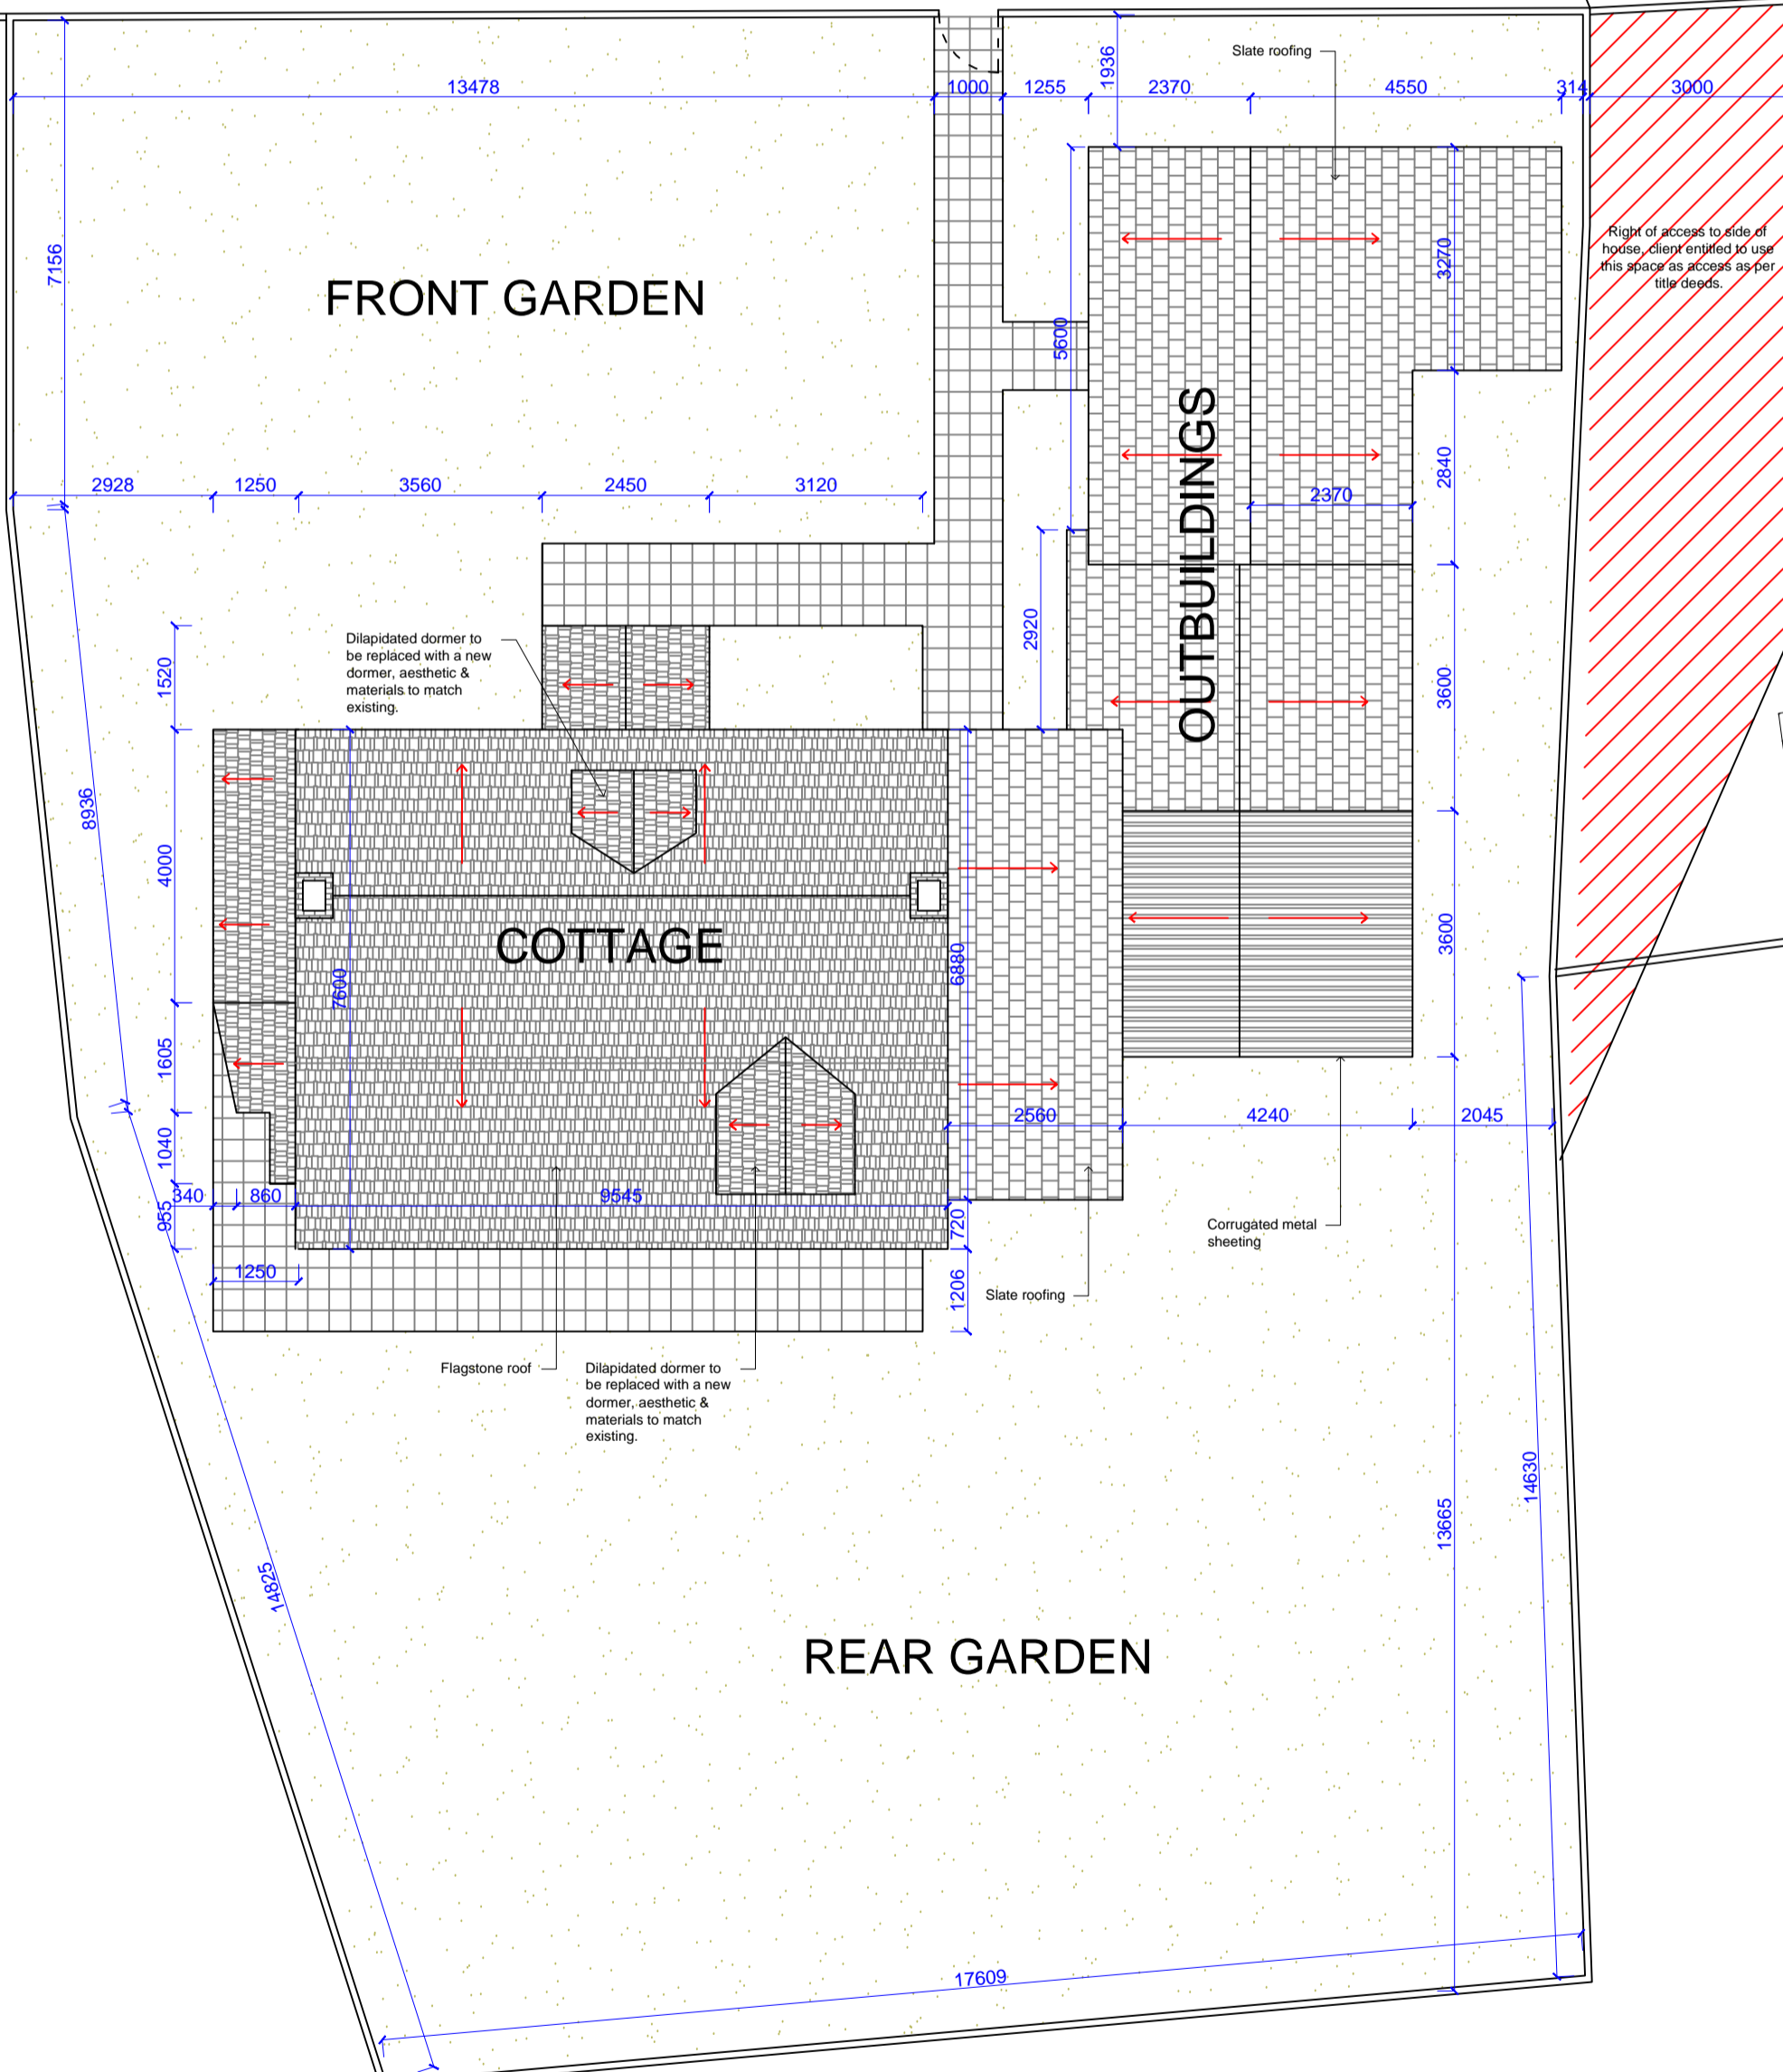 Slate roofing
1936
13478
1000
1255
2370
4550
314
3000
7156
FRONT GARDEN
5600
3270
Right of access to side of
house, client entitled to use
this space as access as per
title deeds.
OUTBUILDINGS
2840
2928
1250
3560
2450
3120
2370
Dilapidated dormer to
be replaced with a new
dormer, aesthetic &
materials to match
existing.
1520
2920
3600
8936
4000
COTTAGE
7600
6880
3600
1605
1040
2560
4240
2045
340
860
9545
955
720
Corrugated metal
sheeting
1250
1206
Slate roofing
Flagstone roof
Dilapidated dormer to
be replaced with a new
dormer, aesthetic &
materials to match
existing.
14630
13665
14825
REAR GARDEN
17609